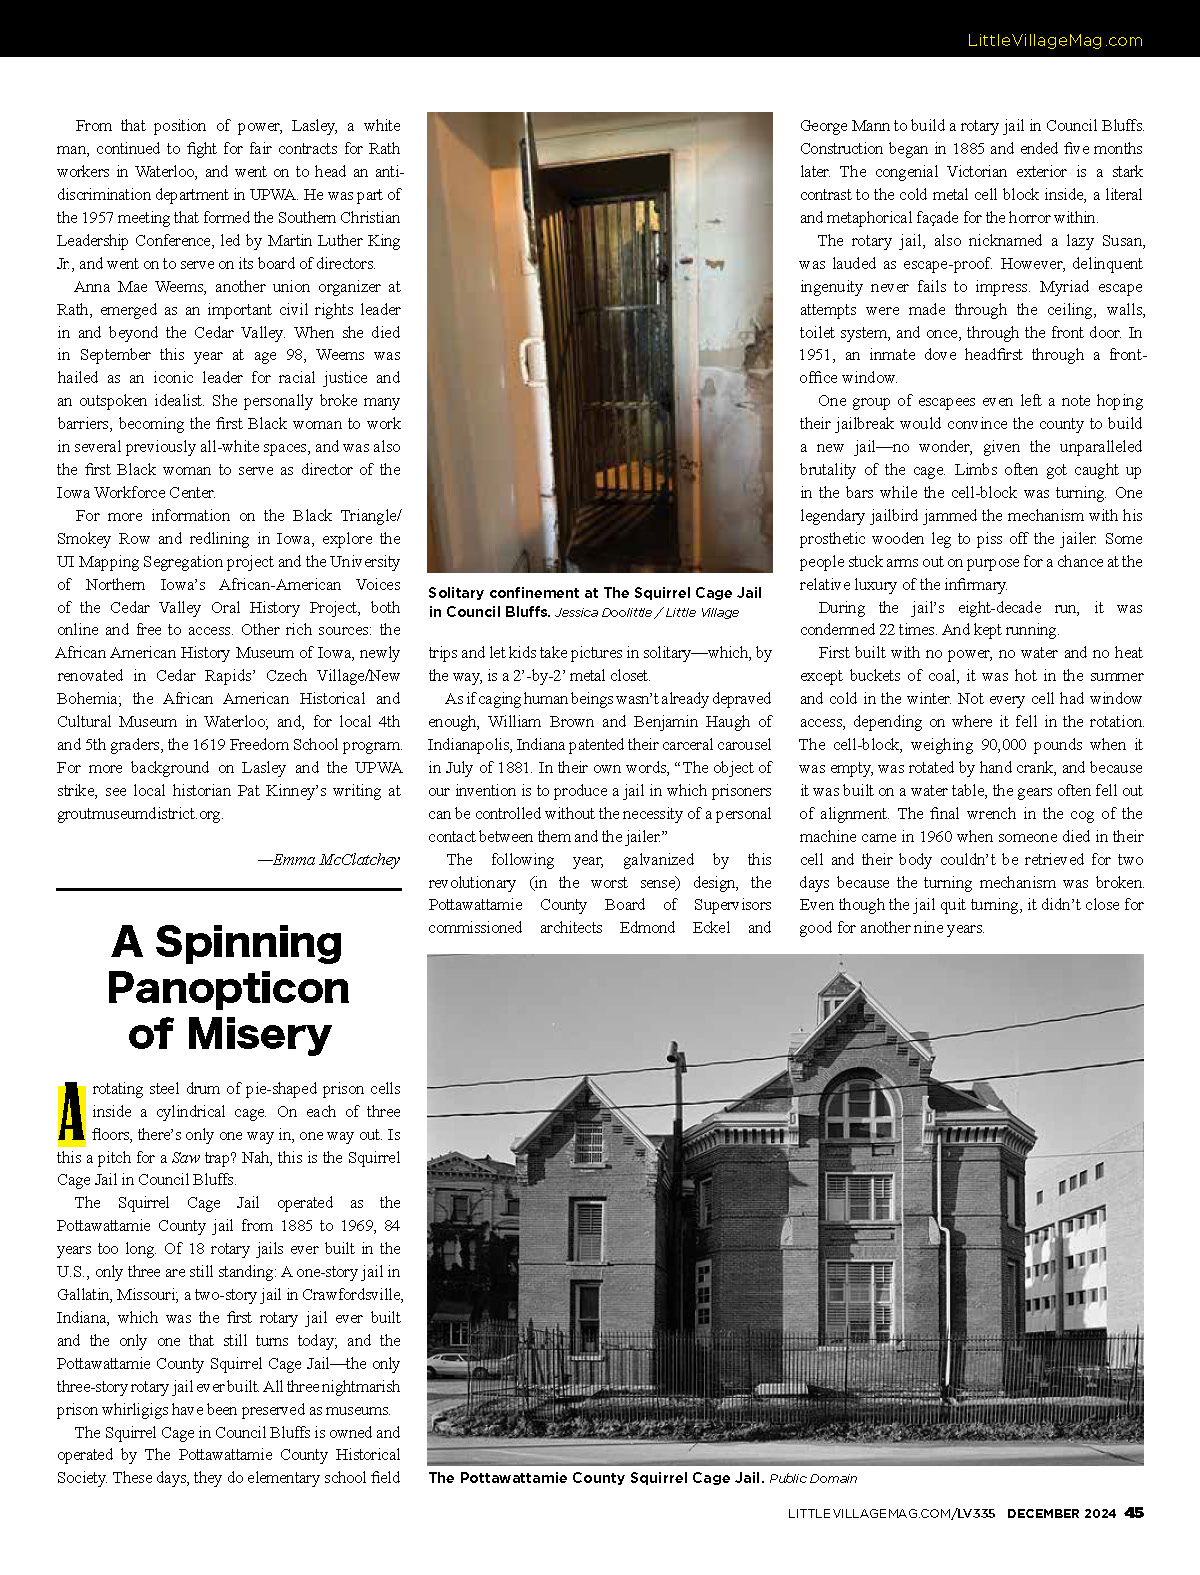 LittleVillageMag.com
From that position of power, Lasley, a white
man, continued to fight for fair contracts for Rath
workers in Waterloo, and went on to head an anti-
discrimination department in UPWA. He was part of
the 1957 meeting that formed the Southern Christian
Leadership Conference, led by Martin Luther King
Jr., and went on to serve on its board of directors.
Anna Mae Weems, another union organizer at
Rath, emerged as an important civil rights leader
in and beyond the Cedar Valley. When she died
in September this year at age 98, Weems was
hailed as an iconic leader for racial justice and
an outspoken idealist. She personally broke many
barriers, becoming the first Black woman to work
in several previously all-white spaces, and was also
the first Black woman to serve as director of the
Iowa Workforce Center.
For more information on the Black Triangle/
Smokey Row and redlining in Iowa, explore the
UI Mapping Segregation project and the University
of Northern Iowa's African-American Voices
of the Cedar Valley Oral History Project, both
online and free to access. Other rich sources: the
African American History Museum of Iowa, newly
renovated in Cedar Rapids' Czech Village/New
Bohemia; the African American Historical and
Cultural Museum in Waterloo; and, for local 4th
and 5th graders, the 1619 Freedom School program.
For more background on Lasley and the UPWA
strike, see local historian Pat Kinney's writing at
groutmuseumdistrict.org.
—Emma McClatchey
A Spinning
Panopticon
of Misery
A rotating steel drum of pie-shaped prison cells
inside a cylindrical cage. On each of three
floors, there's only one way in, one way out. Is
this a pitch for a Saw trap? Nah, this is the Squirrel
Cage Jail in Council Bluffs.
The Squirrel Cage Jail operated as the
Pottawattamie County jail from 1885 to 1969, 84
years too long. Of 18 rotary jails ever built in the
U.S., only three are still standing: A one-story jail in
Gallatin, Missouri; a two-story jail in Crawfordsville,
Indiana, which was the first rotary jail ever built
and the only one that still turns today; and the
Pottawattamie County Squirrel Cage Jail—the only
three-story rotary jail ever built. All three nightmarish
prison whirligigs have been preserved as museums.
The Squirrel Cage in Council Bluffs is owned and
operated by The Pottawattamie County Historical
Society. These days, they do elementary school field
Solitary confinement at The Squirrel Cage Jail
in Council Bluffs. Jessica Doolittle / Little Village
trips and let kids take pictures in solitary—which, by
the way, is a 2'-by-2' metal closet.
As if caging human beings wasn't already depraved
enough, William Brown and Benjamin Haugh of
Indianapolis, Indiana patented their carceral carousel
in July of 1881. In their own words, "The object of
our invention is to produce a jail in which prisoners
can be controlled without the necessity of a personal
contact between them and the jailer."
The following year, galvanized by this
revolutionary (in the worst sense) design, the
Pottawattamie County Board of Supervisors
commissioned architects Edmond Eckel and
George Mann to build a rotary jail in Council Bluffs.
Construction began in 1885 and ended five months
later. The congenial Victorian exterior is a stark
contrast to the cold metal cell block inside, a literal
and metaphorical façade for the horror within.
The rotary jail, also nicknamed a lazy Susan,
was lauded as escape-proof. However, delinquent
ingenuity never fails to impress. Myriad escape
attempts were made through the ceiling, walls,
toilet system, and once, through the front door. In
1951, an inmate dove headfirst through a front-
office window.
One group of escapees even left a note hoping
their jailbreak would convince the county to build
a new jail—no wonder, given the unparalleled
brutality of the cage. Limbs often got caught up
in the bars while the cell-block was turning. One
legendary jailbird jammed the mechanism with his
prosthetic wooden leg to piss off the jailer. Some
people stuck arms out on purpose for a chance at the
relative luxury of the infirmary.
During the jail's eight-decade run, it was
condemned 22 times. And kept running.
First built with no power, no water and no heat
except buckets of coal, it was hot in the summer
and cold in the winter. Not every cell had window
access, depending on where it fell in the rotation.
The cell-block, weighing 90,000 pounds when it
was empty, was rotated by hand crank, and because
it was built on a water table, the gears often fell out
of alignment. The final wrench in the cog of the
machine came in 1960 when someone died in their
cell and their body couldn't be retrieved for two
days because the turning mechanism was broken.
Even though the jail quit turning, it didn't close for
good for another nine years.
The Pottawattamie County Squirrel Cage Jail. Public Domain
LITTLEVILLAGEMAG.COM/LV335 DECEMBER 2024 45